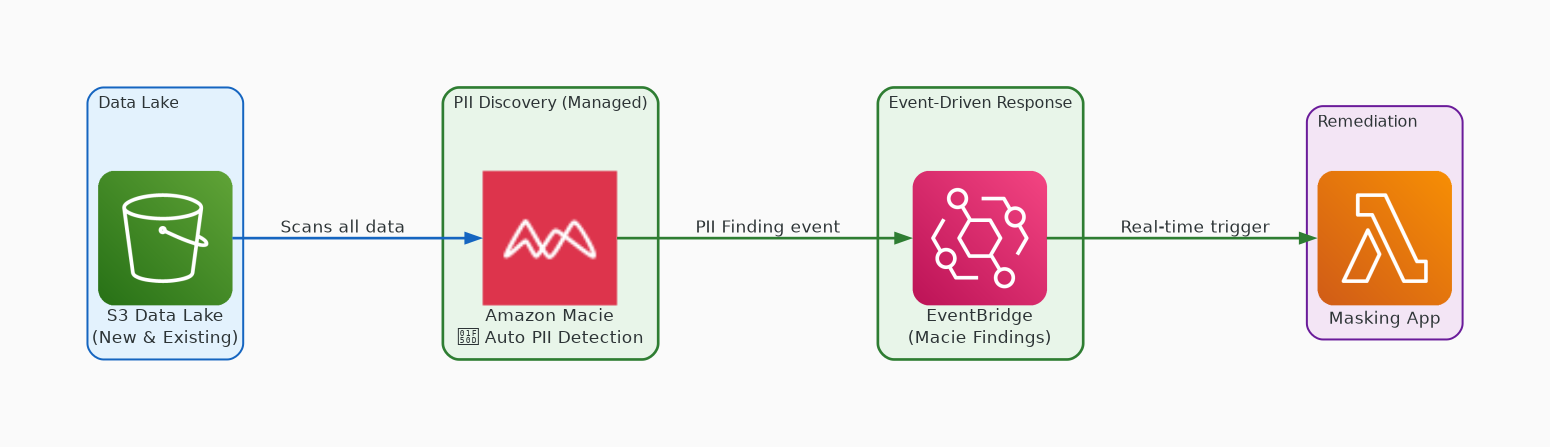 Data Lake
PII Discovery (Managed)
Event-Driven Response
Remediation
Scans all data
PII Finding event
Real-time trigger
S3 Data Lake
(New & Existing)
Amazon Macie
Auto PII Detection
EventBridge
(Macie Findings)
Masking App